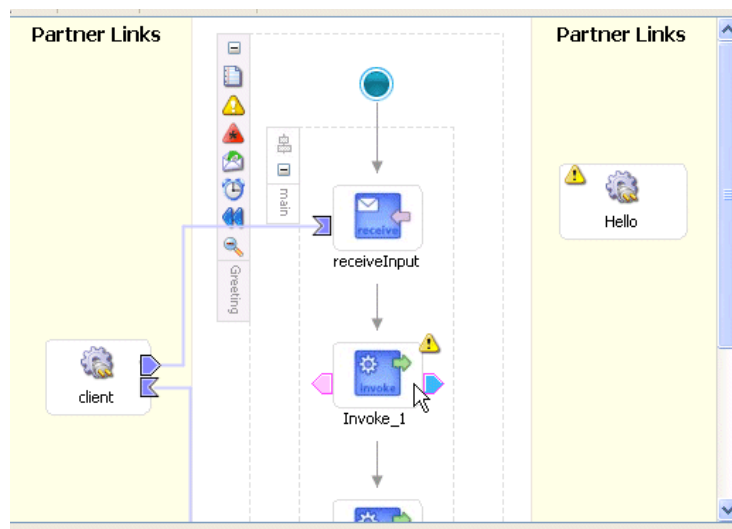 Partner Links
Partner Links
main
receive
receiveInput
Greeting
Hello
client
invoke
Invoke_1